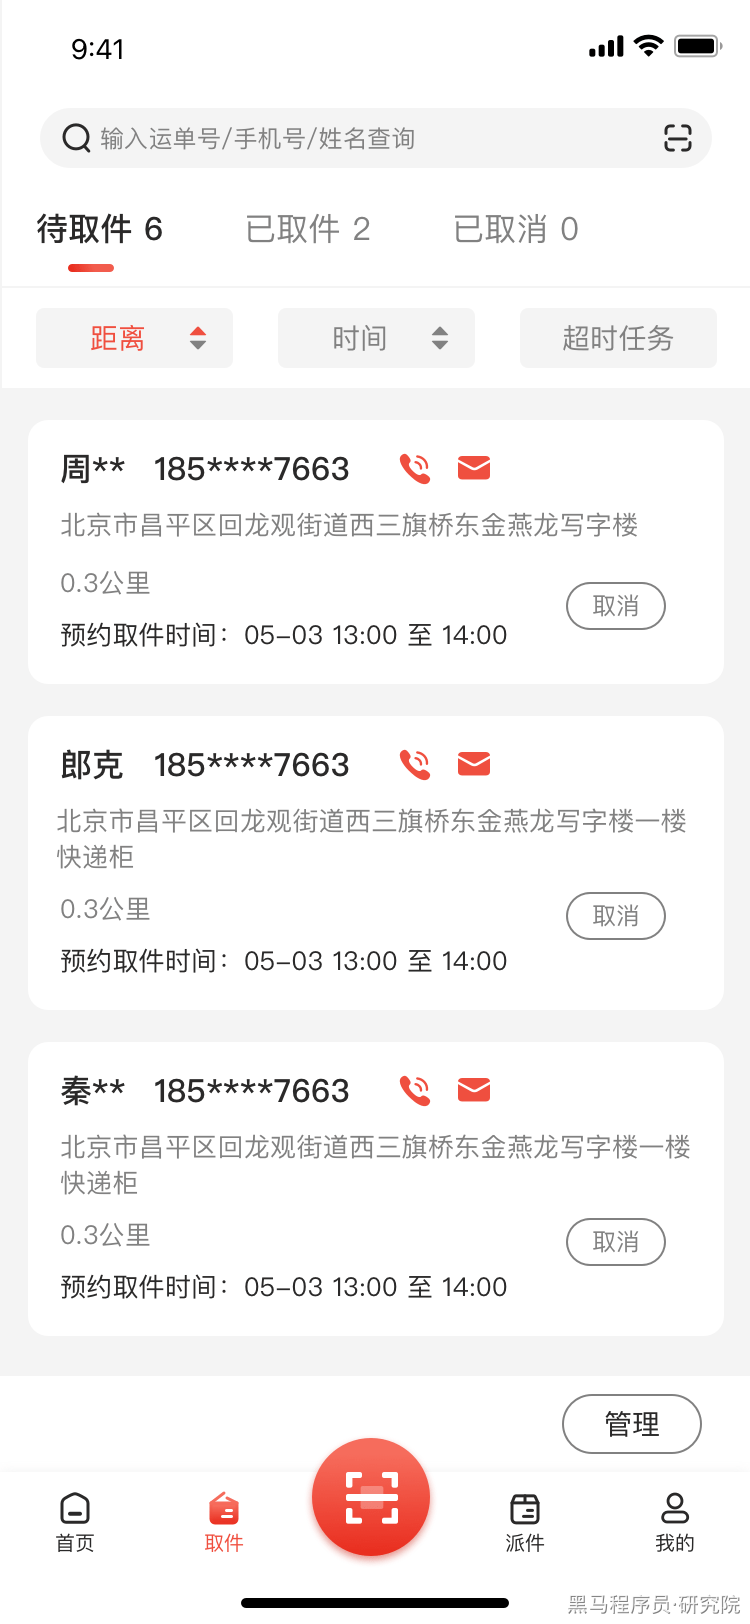 9:41
输入运单号/手机号/姓名查询
待取件 6 已取件 2 已取消 0
距离 时间 超时任务
周** 185****7663
北京市昌平区回龙观街道西三旗桥东金燕龙写字楼
0.3公里
取消
预约取件时间：05-03 13:00 至 14:00
郎克 185****7663
北京市昌平区回龙观街道西三旗桥东金燕龙写字楼一楼
快递柜
0.3公里
取消
预约取件时间：05-03 13:00 至 14:00
秦** 185****7663
北京市昌平区回龙观街道西三旗桥东金燕龙写字楼一楼
快递柜
0.3公里
取消
预约取件时间：05-03 13:00 至 14:00
管理
首页 取件 派件 我的
黑马程序员·研究院